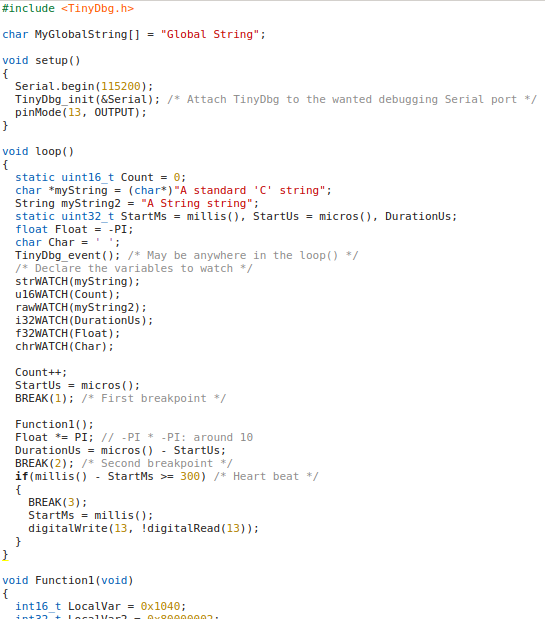 #include <TinyDbg.h>
char MyGlobalString[] = "Global String";
void setup()
{
  Serial.begin(115200);
  TinyDbg_init(&Serial); /* Attach TinyDbg to the wanted debugging Serial port */
  pinMode(13, OUTPUT);
}
void loop()
{
  static uint16_t Count = 0;
  char *myString = (char*)"A standard 'C' string";
  String myString2 = "A String string";
  static uint32_t StartMs = millis(), StartUs = micros(), DurationUs;
  float Float = -PI;
  char Char = ' ';
  TinyDbg_event(); /* May be anywhere in the loop() */
  /* Declare the variables to watch */
  strWATCH(myString);
  u16WATCH(Count);
  rawWATCH(myString2);
  i32WATCH(DurationUs);
  f32WATCH(Float);
  chrWATCH(Char);
  Count++;
  StartUs = micros();
  BREAK(1); /* First breakpoint */
  Function1();
  Float *= PI; // -PI * -PI: around 10
  DurationUs = micros() - StartUs;
  BREAK(2); /* Second breakpoint */
  if(millis() - StartMs >= 300) /* Heart beat */
  {
    BREAK(3);
    StartMs = millis();
    digitalWrite(13, !digitalRead(13));
  }
}
void Function1(void)
{
  int16_t LocalVar = 0x1040;
  int32_t LocalVar2 = 0x80000002;